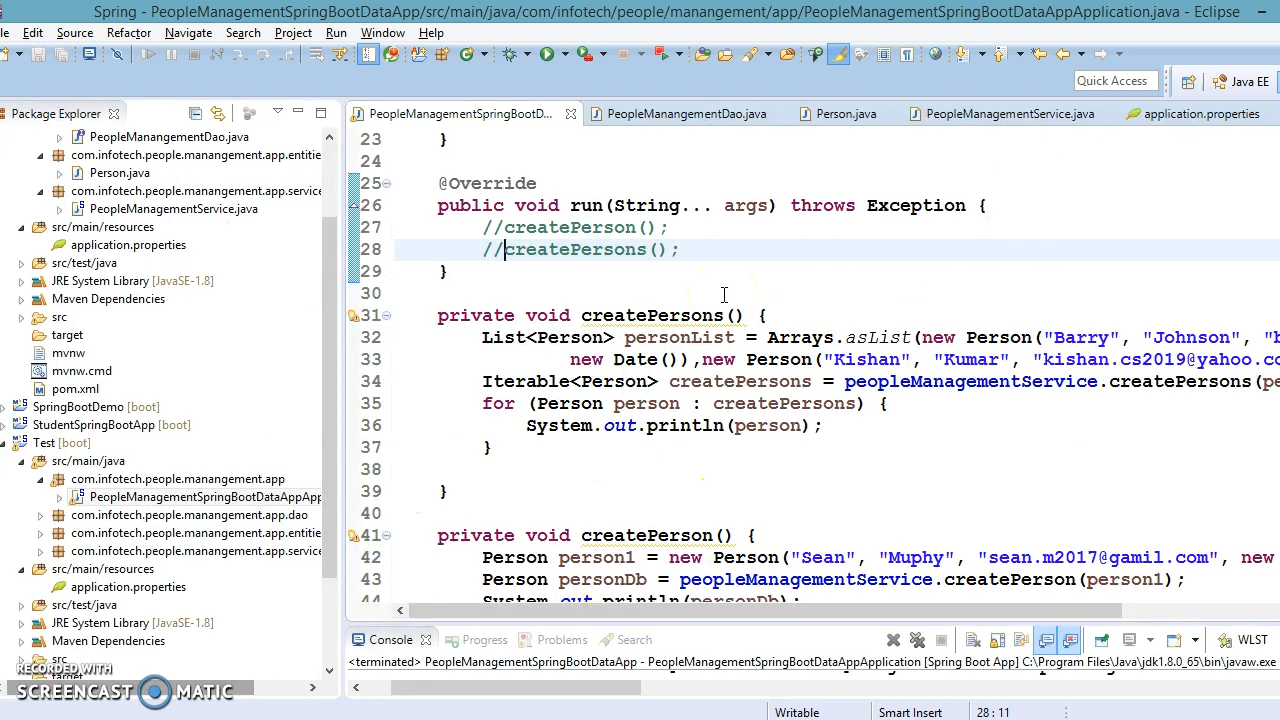 Spring - PeopleManagementSpringBootDataApp/src/main/java/com/infotech/people/mangement/app/PeopleManagementSpringBootDataAppApplication.java - Eclipse
le Edit Source Refactor Navigate Search Project Run Window Help
Quick Access
Java EE
Package Explorer
PeopleManangementDao.java
com.infotech.people.manangement.app.entities
Person.java
com.infotech.people.manangement.app.service
PeopleManagementService.java
src/main/resources
application.properties
src/test/java
JRE System Library [JavaSE-1.8]
Maven Dependencies
src
target
mvnw
mvnw.cmd
pom.xml
SpringBootDemo [boot]
StudentSpringBootApp [boot]
Test [boot]
src/main/java
com.infotech.people.manangement.app
PeopleManagementSpringBootDataAppApp
com.infotech.people.manangement.app.dao
com.infotech.people.manangement.app.entitie
com.infotech.people.manangement.app.service
src/main/resources
application.properties
src/test/java
JRE System Library [JavaSE-1.8]
Maven Dependencies
src
target
RECORDED WITH
SCREENCAST MATIC
PeopleManagementSpringBootD... PeopleManangementDao.java Person.java PeopleManagementService.java application.properties
23 }
24
25 @Override
26 public void run(String... args) throws Exception {
27 //createPerson();
28 //createPersons();
29 }
30
31 private void createPersons() {
32 List<Person> personList = Arrays.asList(new Person("Barry", "Johnson", "b
33 new Date()),new Person("Kishan", "Kumar", "kishan.cs2019@yahoo.co
34 Iterable<Person> createPersons = peopleManagementService.createPersons(pe
35 for (Person person : createPersons) {
36 System.out.println(person);
37 }
38
39 }
40
41 private void createPerson() {
42 Person person1 = new Person("Sean", "Muphy", "sean.m2017@gamil.com", new
43 Person personDb = peopleManagementService.createPerson(person1);
44 System.out.println(personDb);
Console Progress Problems Search
WLST
<terminated> PeopleManagementSpringBootDataApp - PeopleManagementSpringBootDataAppApplication [Spring Boot App] C:\Program Files\Java\jdk1.8.0_65\bin\javaw.exe
Writable Smart Insert 28 : 11